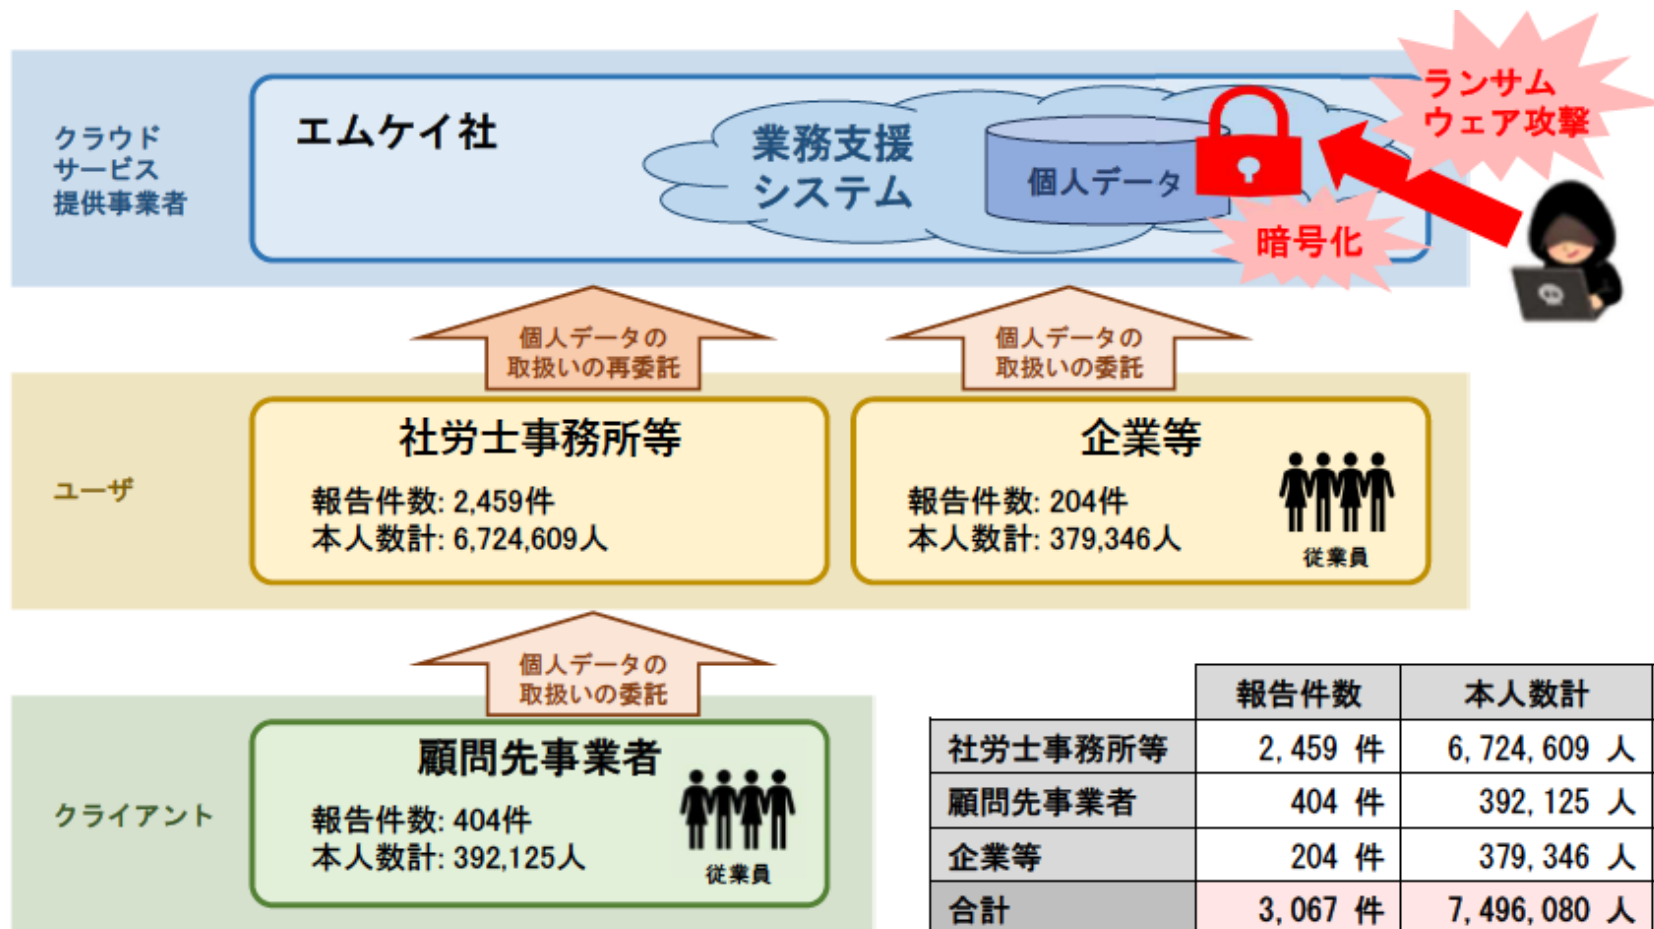 クラウド
サービス
提供事業者
エムケイ社
業務支援
システム
個人データ
ランサム
ウェア攻撃
暗号化
個人データの
取扱いの再委託
個人データの
取扱いの委託
ユーザ
社労士事務所等
報告件数: 2,459件
本人数計: 6,724,609人
企業等
報告件数: 204件
本人数計: 379,346人
従業員
個人データの
取扱いの委託
クライアント
顧問先事業者
報告件数: 404件
本人数計: 392,125人
従業員
報告件数 本人数計
社労士事務所等 2,459 件 6,724,609 人
顧問先事業者 404 件 392,125 人
企業等 204 件 379,346 人
合計 3,067 件 7,496,080 人